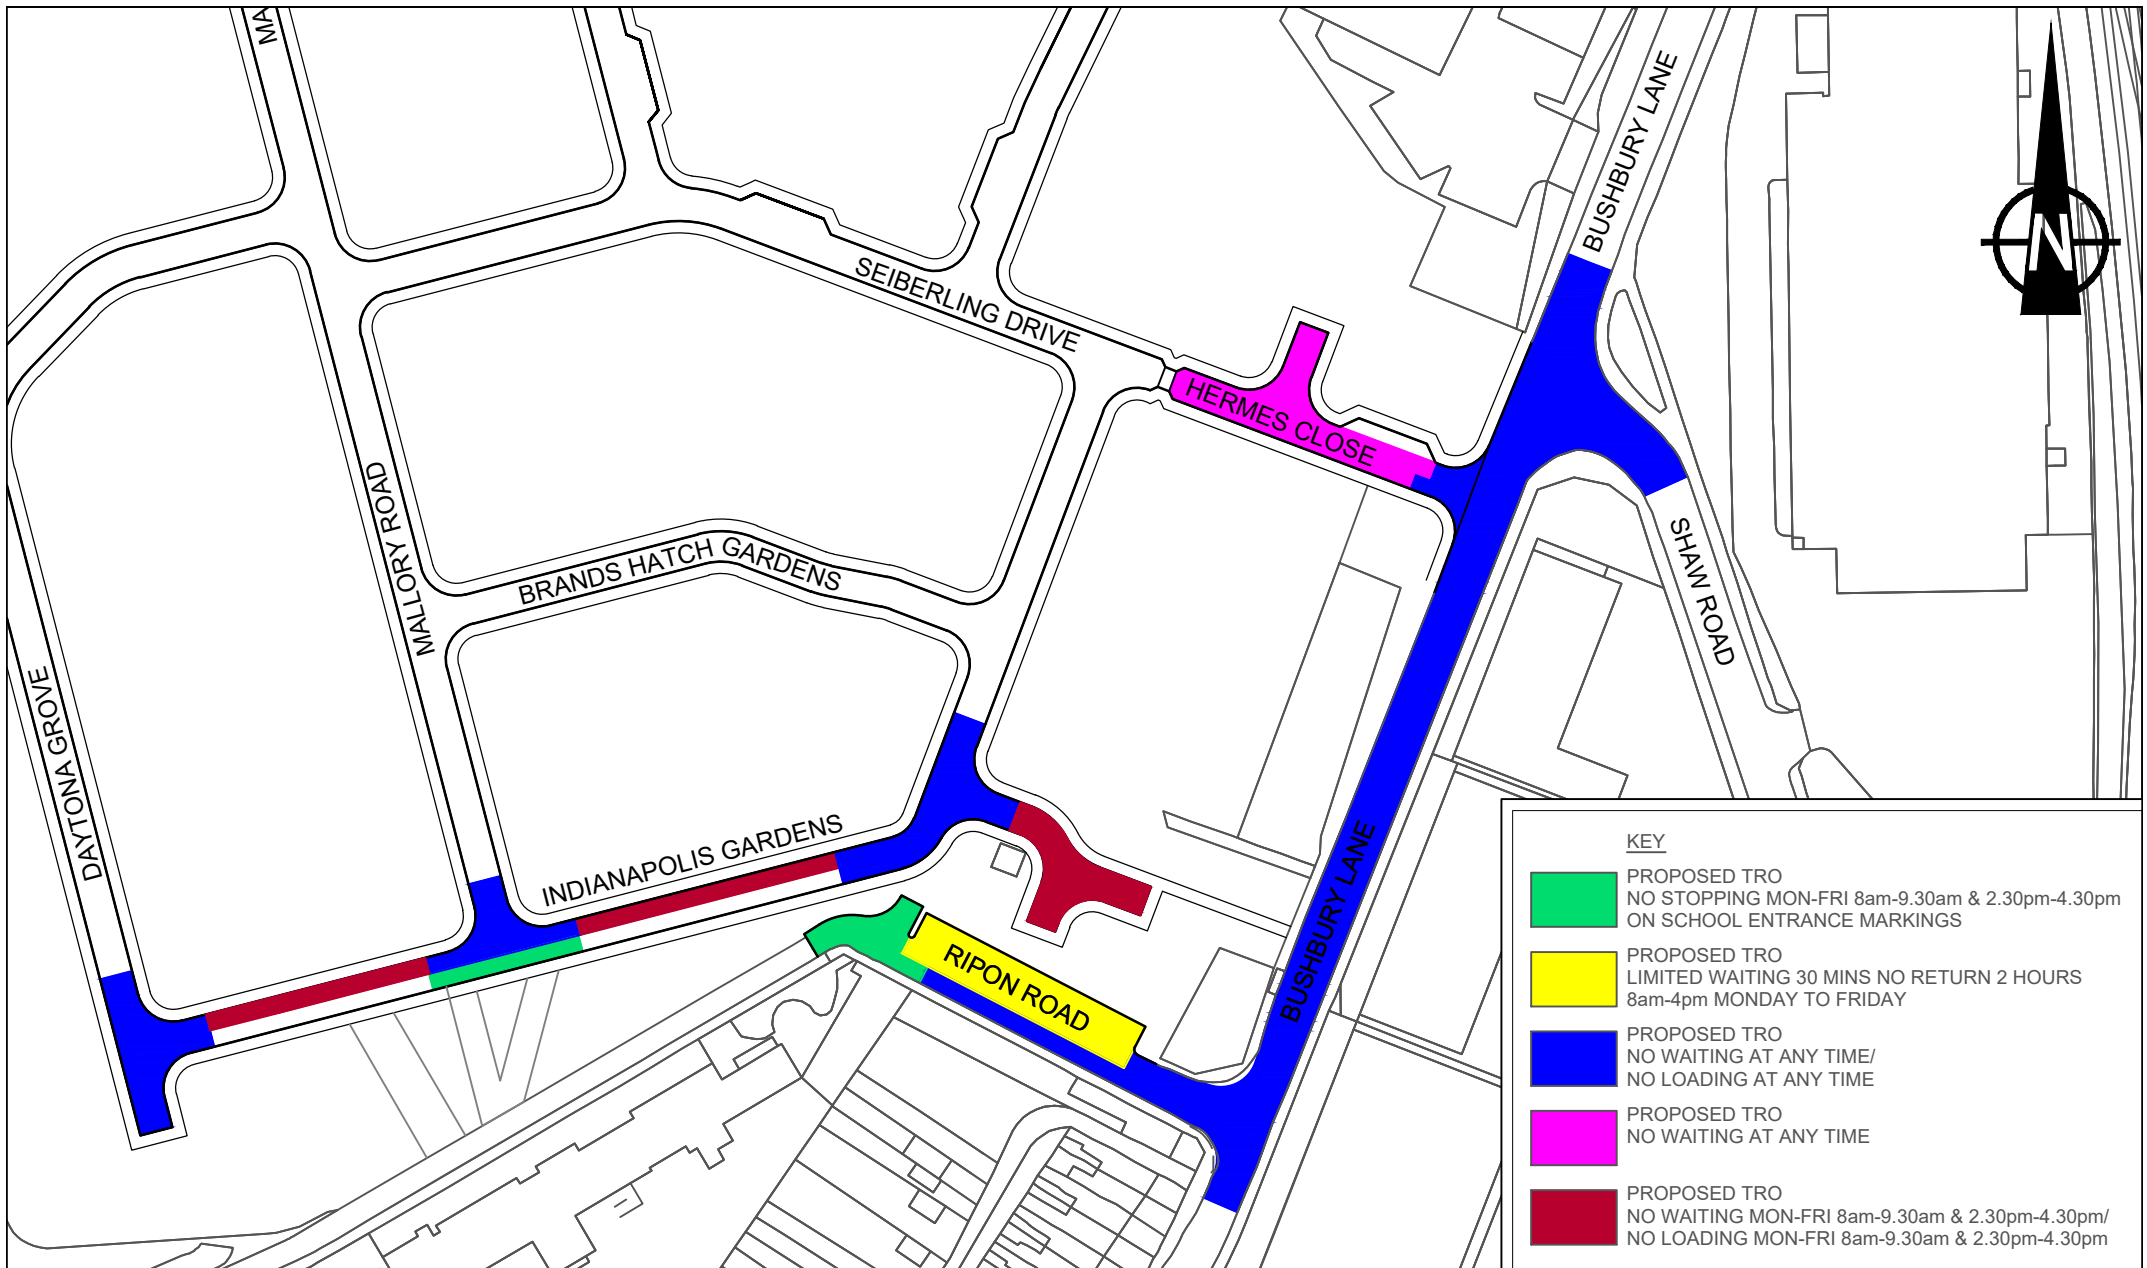 MA
BUSHBURY LANE
N
SEIBERLING DRIVE
HERMES CLOSE
MALLORY ROAD
BRANDS HATCH GARDENS
SHAW ROAD
DAYTONA GROVE
INDIANAPOLIS GARDENS
BUSHBURY LANE
RIPON ROAD
KEY
PROPOSED TRO
NO STOPPING MON-FRI 8am-9.30am & 2.30pm-4.30pm
ON SCHOOL ENTRANCE MARKINGS
PROPOSED TRO
LIMITED WAITING 30 MINS NO RETURN 2 HOURS
8am-4pm MONDAY TO FRIDAY
PROPOSED TRO
NO WAITING AT ANY TIME/
NO LOADING AT ANY TIME
PROPOSED TRO
NO WAITING AT ANY TIME
PROPOSED TRO
NO WAITING MON-FRI 8am-9.30am & 2.30pm-4.30pm/
NO LOADING MON-FRI 8am-9.30am & 2.30pm-4.30pm